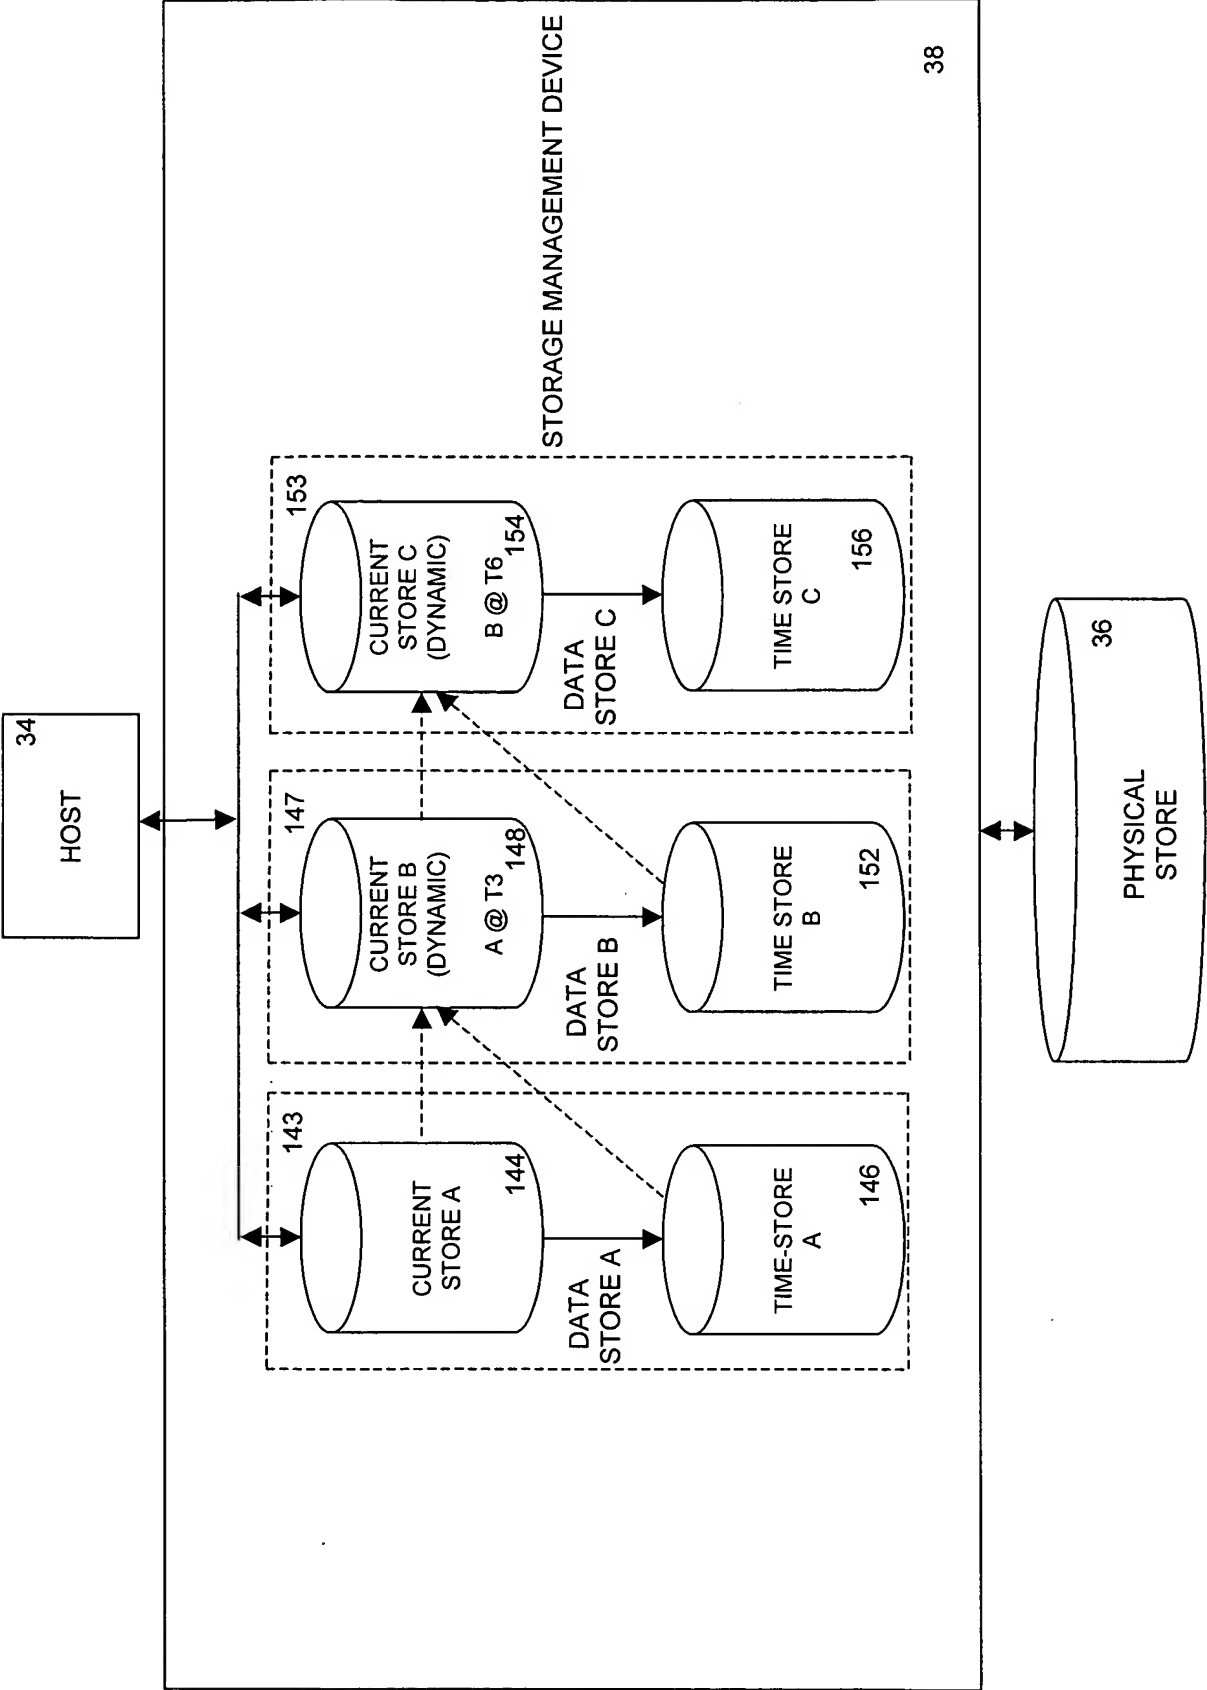 34
HOST
STORAGE MANAGEMENT DEVICE
38
143
CURRENT
STORE A
144
DATA
STORE A
TIME-STORE
A
146
147
CURRENT
STORE B
(DYNAMIC)
A @ T3
148
DATA
STORE B
TIME STORE
B
152
153
CURRENT
STORE C
(DYNAMIC)
B @ T6
154
DATA
STORE C
TIME STORE
C
156
36
PHYSICAL
STORE